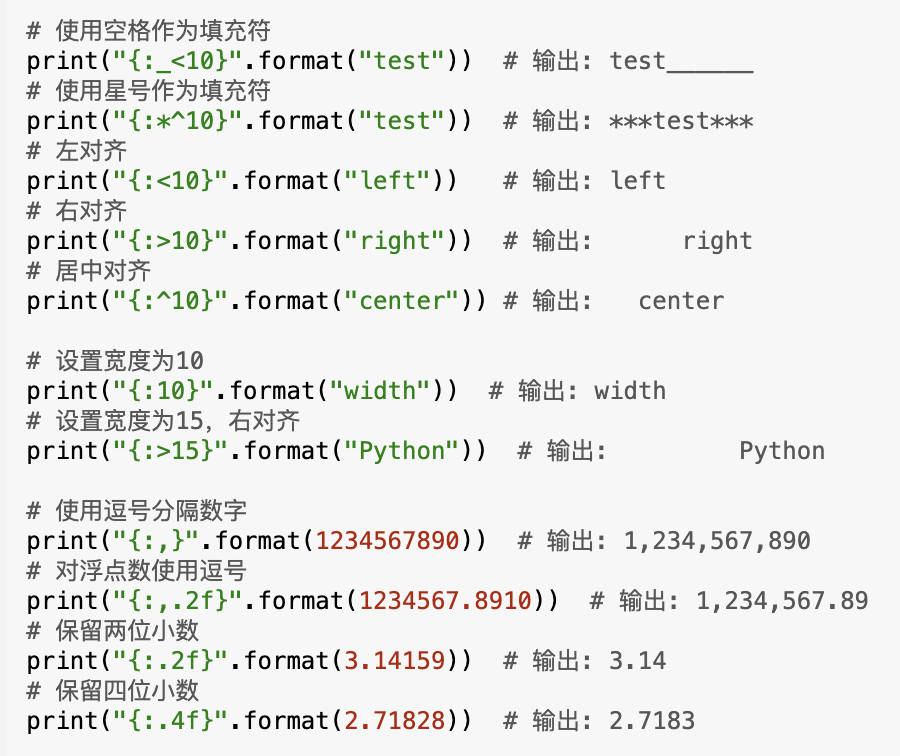 # 使用空格作为填充符
print("{:_<10}".format("test"))  # 输出: test______
# 使用星号作为填充符
print("{:*^10}".format("test"))  # 输出: ***test***
# 左对齐
print("{:<10}".format("left"))   # 输出: left
# 右对齐
print("{:>10}".format("right"))  # 输出:      right
# 居中对齐
print("{:^10}".format("center")) # 输出:   center

# 设置宽度为10
print("{:10}".format("width"))  # 输出: width
# 设置宽度为15，右对齐
print("{:>15}".format("Python"))  # 输出:         Python

# 使用逗号分隔数字
print("{:,}".format(1234567890))  # 输出: 1,234,567,890
# 对浮点数使用逗号
print("{:,.2f}".format(1234567.8910))  # 输出: 1,234,567.89
# 保留两位小数
print("{:.2f}".format(3.14159))  # 输出: 3.14
# 保留四位小数
print("{:.4f}".format(2.71828))  # 输出: 2.7183